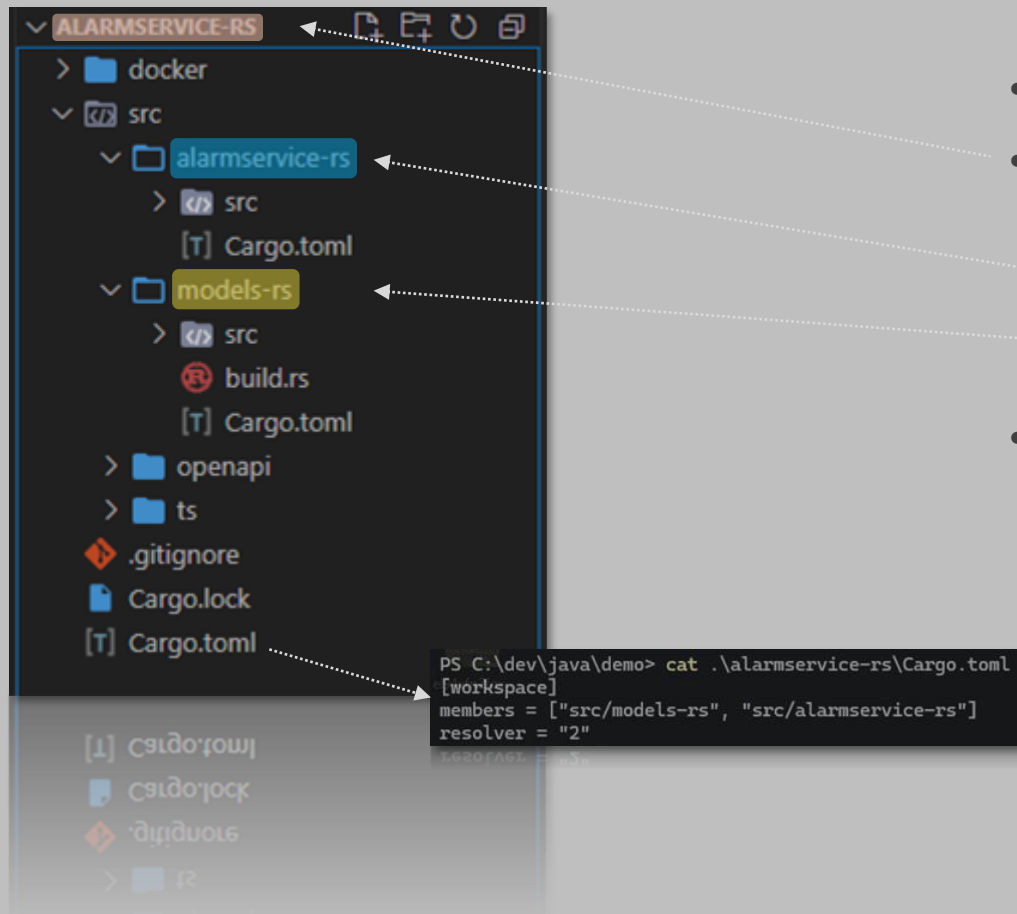 ALARMSERVICE-RS
docker
src
alarmservice-rs
src
Cargo.toml
models-rs
src
build.rs
Cargo.toml
openapi
ts
.gitignore
Cargo.lock
Cargo.toml
PS C:\dev\java\demo> cat .\alarmservice-rs\Cargo.toml
[workspace]
members = ["src/models-rs", "src/alarmservice-rs"]
resolver = "2"